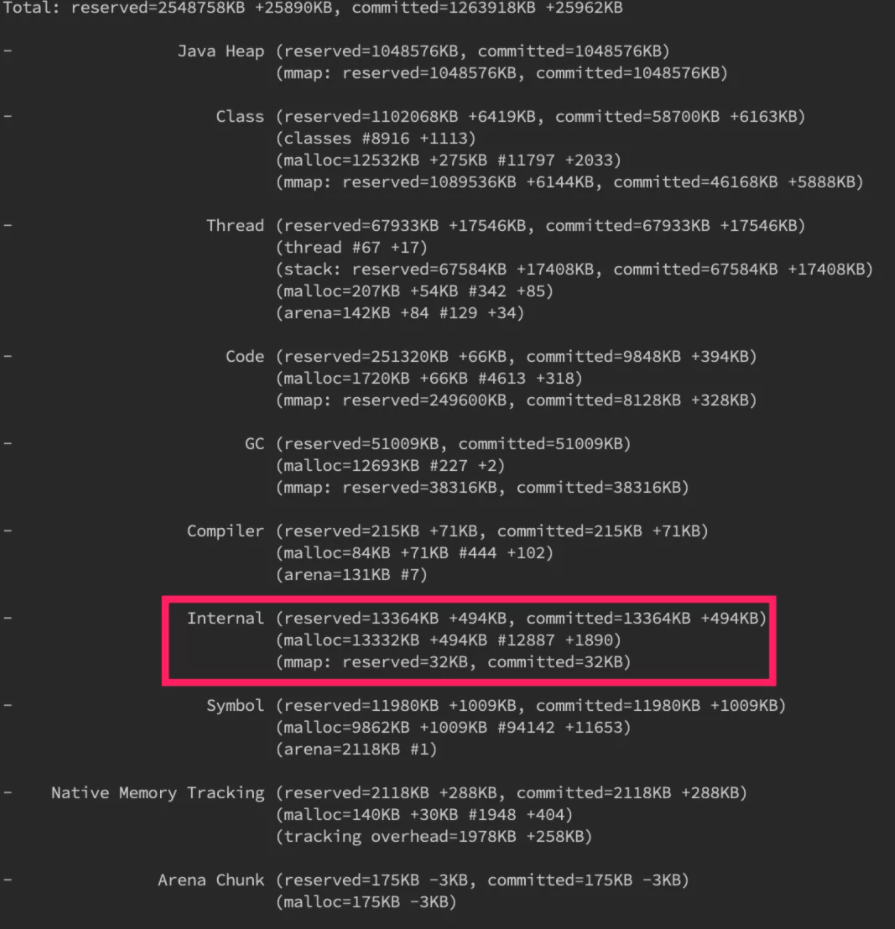 Total: reserved=2548758KB +25890KB, committed=1263918KB +25962KB
- Java Heap (reserved=1048576KB, committed=1048576KB)
(mmap: reserved=1048576KB, committed=1048576KB)
- Class (reserved=1102068KB +6419KB, committed=58700KB +6163KB)
(classes #8916 +1113)
(malloc=12532KB +275KB #11797 +2033)
(mmap: reserved=1089536KB +6144KB, committed=46168KB +5888KB)
- Thread (reserved=67933KB +17546KB, committed=67933KB +17546KB)
(thread #67 +17)
(stack: reserved=67584KB +17408KB, committed=67584KB +17408KB)
(malloc=207KB +54KB #342 +85)
(arena=142KB +84 #129 +34)
- Code (reserved=251320KB +66KB, committed=9848KB +394KB)
(malloc=1720KB +66KB #4613 +318)
(mmap: reserved=249600KB, committed=8128KB +328KB)
- GC (reserved=51009KB, committed=51009KB)
(malloc=12693KB #227 +2)
(mmap: reserved=38316KB, committed=38316KB)
- Compiler (reserved=215KB +71KB, committed=215KB +71KB)
(malloc=84KB +71KB #444 +102)
(arena=131KB #7)
- Internal (reserved=13364KB +494KB, committed=13364KB +494KB)
(malloc=13332KB +494KB #12887 +1890)
(mmap: reserved=32KB, committed=32KB)
- Symbol (reserved=11980KB +1009KB, committed=11980KB +1009KB)
(malloc=9862KB +1009KB #94142 +11653)
(arena=2118KB #1)
- Native Memory Tracking (reserved=2118KB +288KB, committed=2118KB +288KB)
(malloc=140KB +30KB #1948 +404)
(tracking overhead=1978KB +258KB)
- Arena Chunk (reserved=175KB -3KB, committed=175KB -3KB)
(malloc=175KB -3KB)